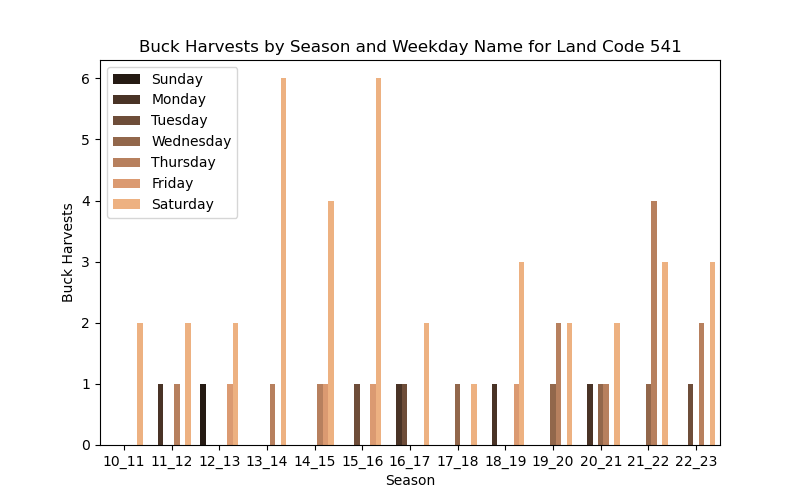 Buck Harvests by Season and Weekday Name for Land Code 541
Sunday
Monday
Tuesday
Wednesday
Thursday
Friday
Saturday
6
5
4
3
2
1
0
Buck Harvests
10_11 11_12 12_13 13_14 14_15 15_16 16_17 17_18 18_19 19_20 20_21 21_22 22_23
Season